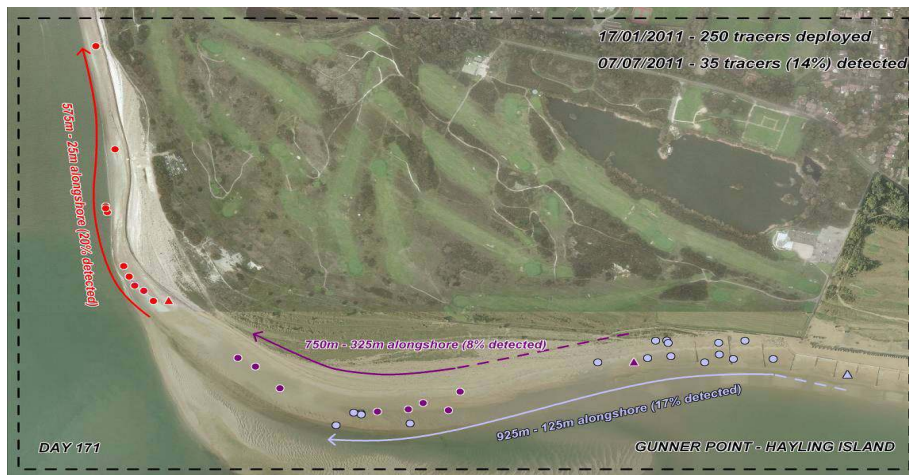 17/01/2011 - 250 tracers deployed
07/07/2011 - 35 tracers (14%) detected
575m - 25m alongshore (20% detected)
750m - 325m alongshore (8% detected)
925m - 125m alongshore (17% detected)
DAY 171
GUNNER POINT - HAYLING ISLAND